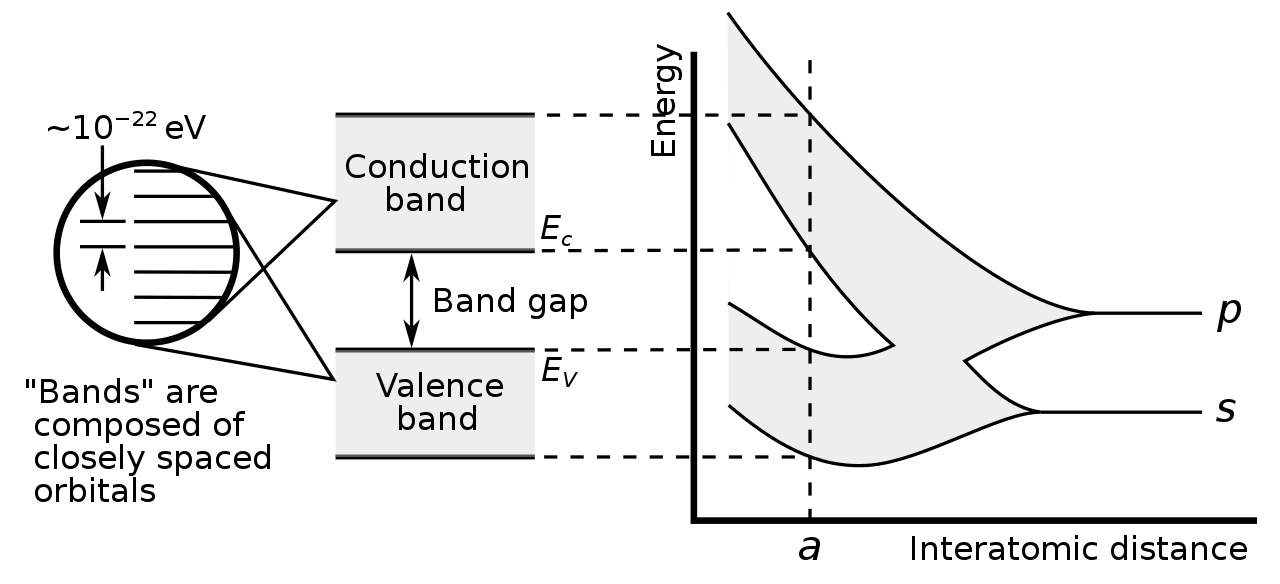 ~10⁻²² eV
"Bands" are
composed of
closely spaced
orbitals
Conduction
band
E_c
Band gap
E_V
Valence
band
Energy
p
s
a
Interatomic distance